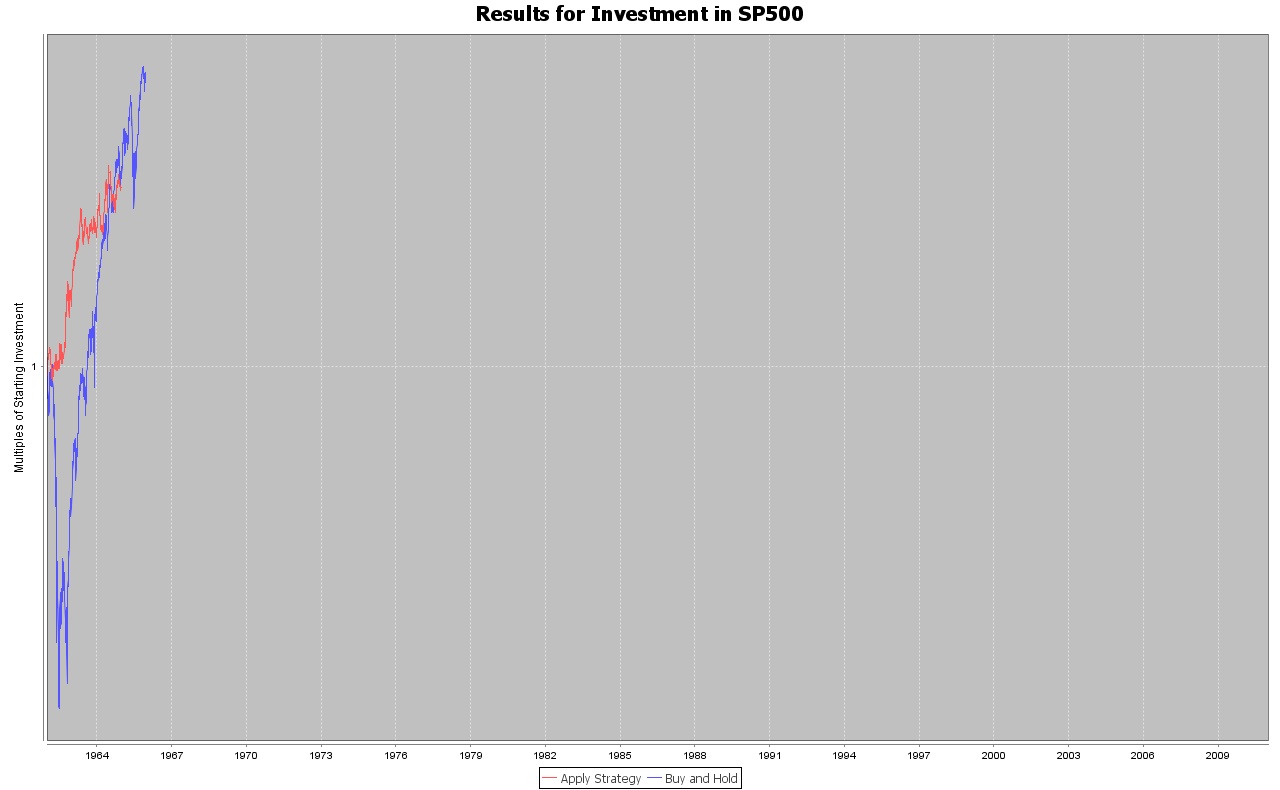 Results for Investment in SP500
Multiples of Starting Investment
1
1964 1967 1970 1973 1976 1979 1982 1985 1988 1991 1994 1997 2000 2003 2006 2009
Apply Strategy Buy and Hold